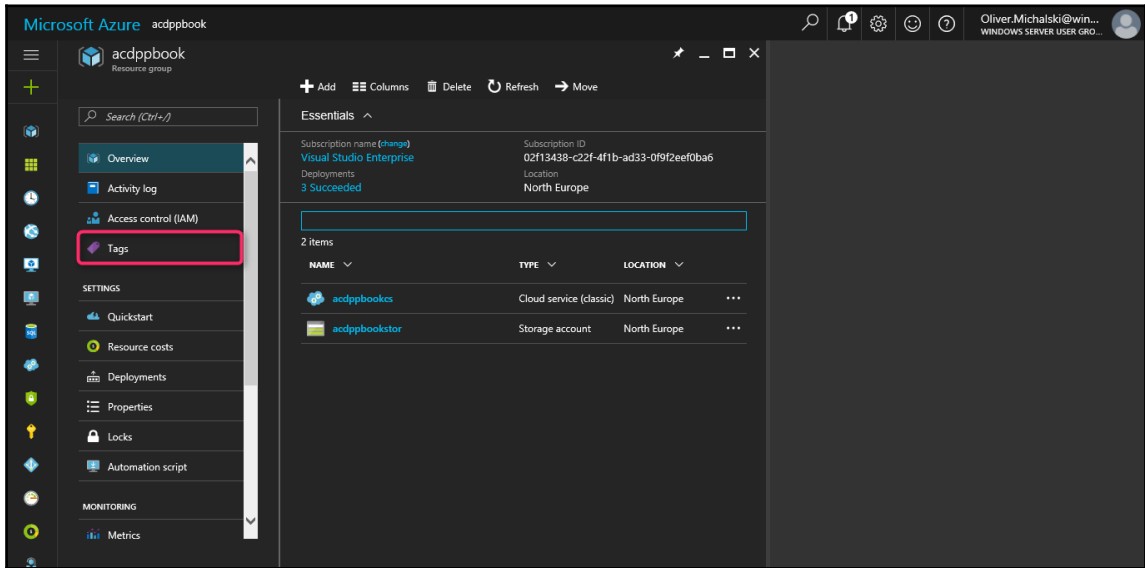 Microsoft Azure acdppbook
1
Oliver.Michalski@win...
WINDOWS SERVER USER GRO...
acdppbook
Resource group
Add Columns Delete Refresh Move
Search (Ctrl+/)
Overview
Activity log
Access control (IAM)
Tags
SETTINGS
Quickstart
Resource costs
Deployments
Properties
Locks
Automation script
MONITORING
Metrics
Essentials
Subscription name (change) Subscription ID
Visual Studio Enterprise 02f13438-c22f-4f1b-ad33-0f9f2eef0ba6
Deployments Location
3 Succeeded North Europe
2 items
NAME TYPE LOCATION
acdppbookcs Cloud service (classic) North Europe ...
acdppbookstor Storage account North Europe ...
SQL